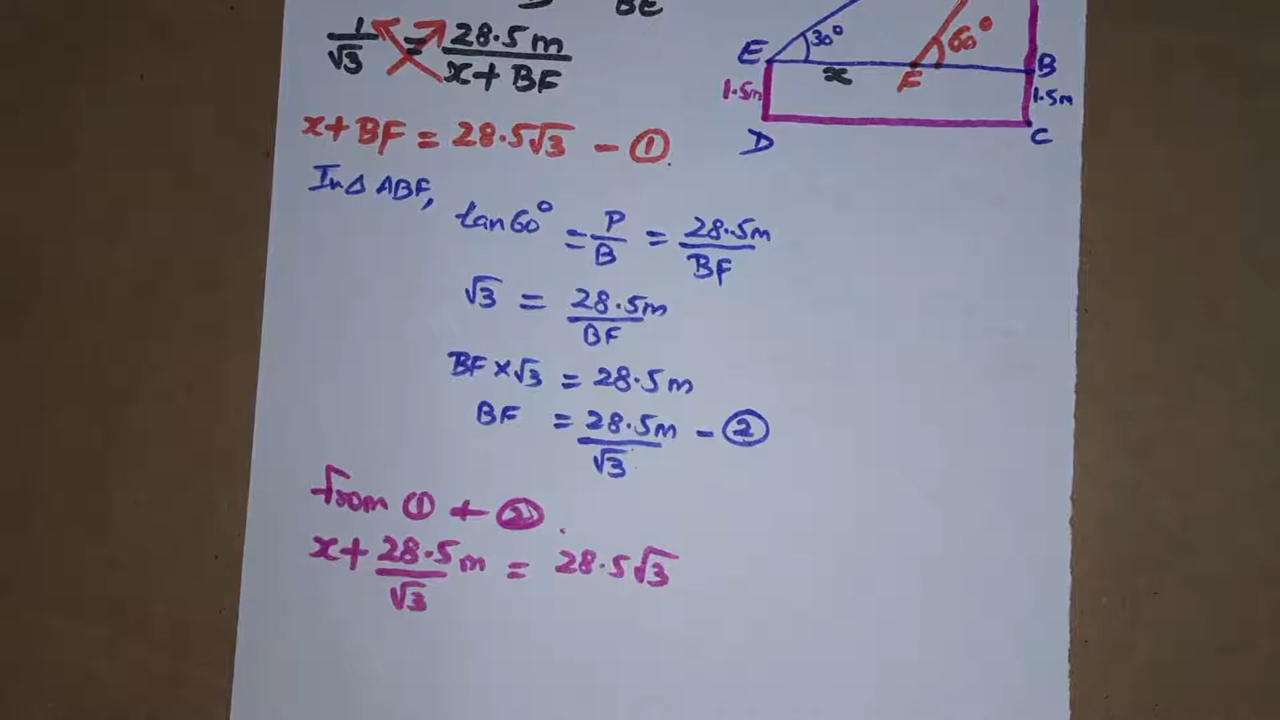 BE
1/√3 = 28.5m/x+BF
x+BF = 28.5√3 - ①
In △ ABF,
tan60° = P/B = 28.5m/BF
√3 = 28.5m/BF
BF×√3 = 28.5m
BF = 28.5m/√3 - ②
from ① + ②
x+ 28.5m/√3 = 28.5√3
E 30° 60° B
x F
1.5m 1.5m
D C